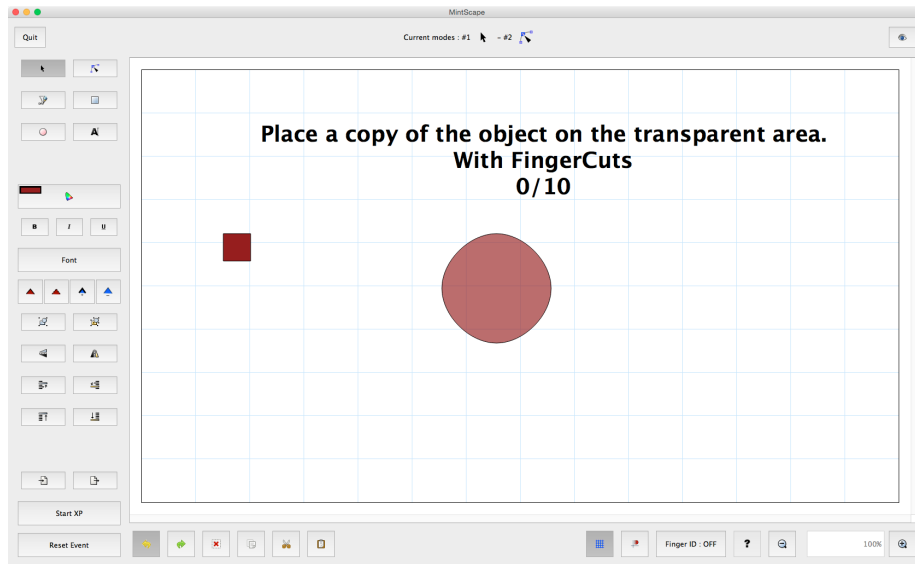 MintScape
Quit
Current modes : #1 - #2
A
Place a copy of the object on the transparent area.
With FingerCuts
0/10
B I U
Font
Start XP
Reset Event
Finger ID : OFF
?
100%